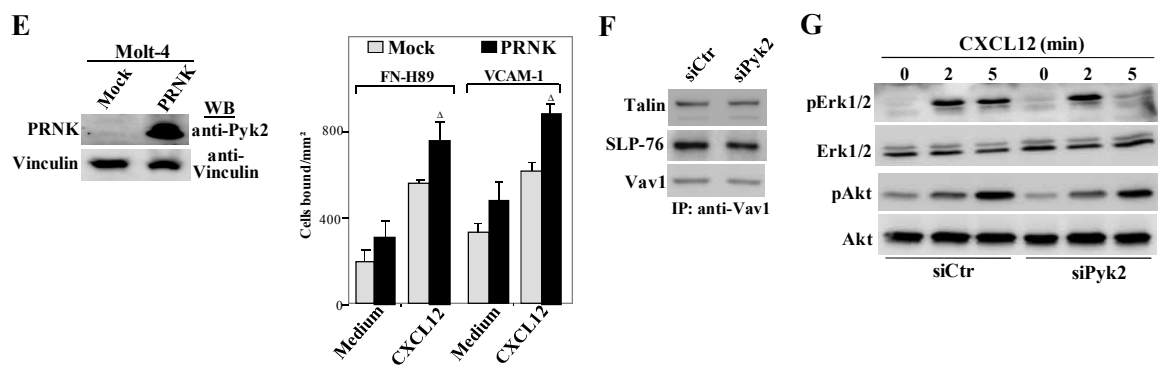 E
Molt-4
Mock
PRNK
WB
PRNK
anti-Pyk2
Vinculin
anti-
Vinculin
Mock
PRNK
FN-H89
VCAM-1
Cells bound/mm²
800
400
0
Δ
Δ
Medium
CXCL12
Medium
CXCL12
F
siCtr
siPyk2
Talin
SLP-76
Vav1
IP: anti-Vav1
G
CXCL12 (min)
0 2 5 0 2 5
pErk1/2
Erk1/2
pAkt
Akt
siCtr
siPyk2